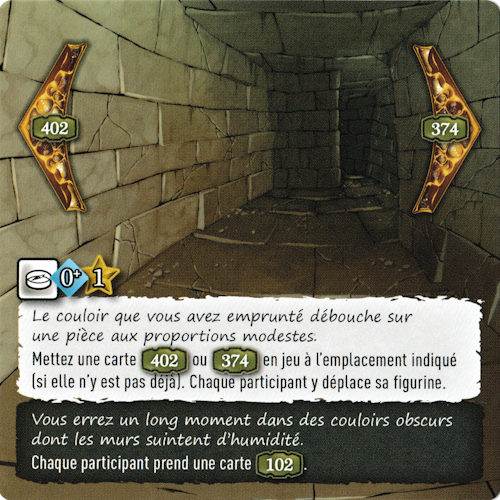 402
374
0+ 1
Le couloir que vous avez emprunté débouche sur
une pièce aux proportions modestes.
Mettez une carte 402 ou 374 en jeu à l'emplacement indiqué
(si elle n'y est pas déjà). Chaque participant y déplace sa figurine.
Vous errez un long moment dans des couloirs obscurs
dont les murs suintent d'humidité.
Chaque participant prend une carte 102.